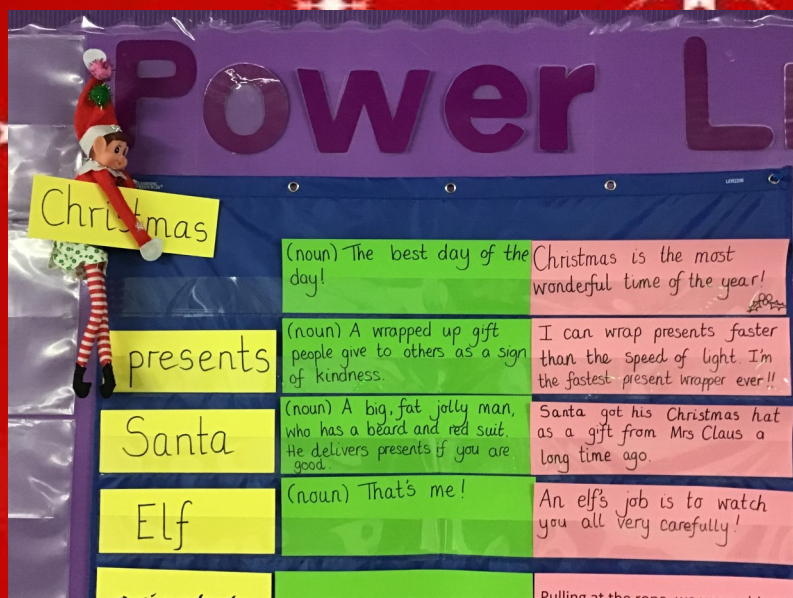 Power Li
Christmas
(noun) The best day of the
day!
Christmas is the most
wonderful time of the year!
presents
(noun) A wrapped up gift
people give to others as a sign
of kindness.
I can wrap presents faster
than the speed of light. I'm
the fastest present wrapper ever!!
Santa
(noun) A big, fat jolly man,
who has a beard and red suit.
He delivers presents if you are
good.
Santa got his Christmas hat
as a gift from Mrs Claus a
long time ago.
Elf
(noun) That's me!
An elf's job is to watch
you all very carefully!
Pulling at the rope